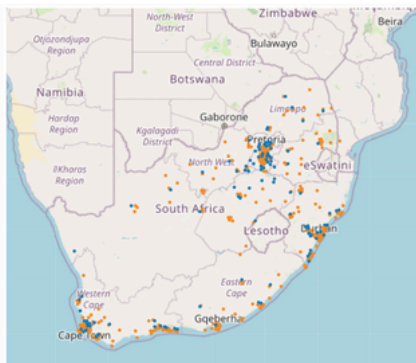 Zimbabwe
North-West
District
Beira
Otjozondjupa
Region
Bulawayo
Central District
Botswana
Namibia
Limpopo
Hardap
Region
Kgalagadi
District
Gaborone
Pretoria
ǁKharas
Region
North West
eSwatini
South Africa
Lesotho
Durban
Eastern
Cape
Western
Cape
Gqeberha
Cape Town